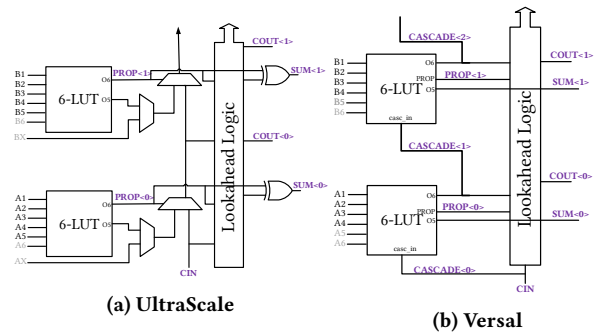 COUT<1>
B1
B2
B3
B4
B5
B6
BX
O6
O5
6-LUT
PROP<1>
SUM<1>
COUT<0>
A1
A2
A3
A4
A5
A6
AX
O6
O5
6-LUT
PROP<0>
SUM<0>
CIN
Lookahead Logic
(a) UltraScale
CASCADE<2>
COUT<1>
B1
B2
B3
B4
B5
B6
O6
PROP
O5
6-LUT
casc_in
PROP<1>
SUM<1>
CASCADE<1>
COUT<0>
A1
A2
A3
A4
A5
A6
O6
PROP
O5
6-LUT
casc_in
PROP<0>
SUM<0>
CASCADE<0>
CIN
Lookahead Logic
(b) Versal